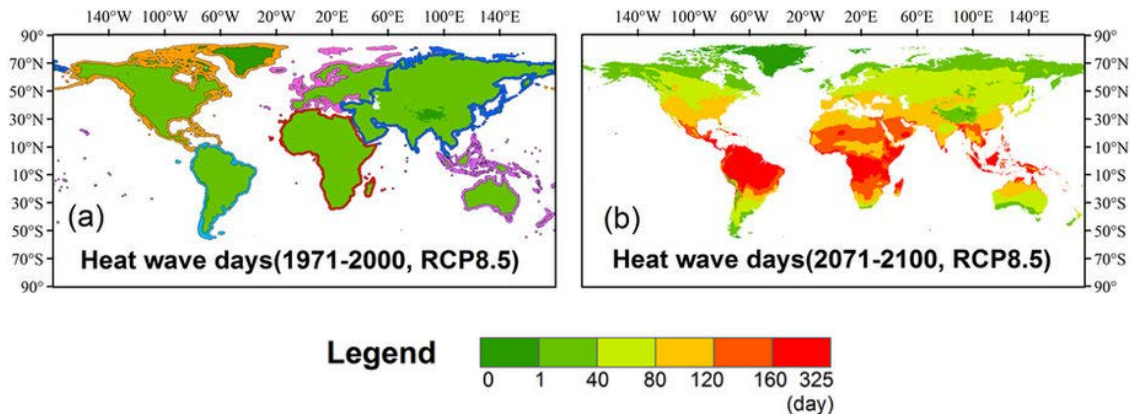 140°W 100°W 60°W 20°W 20°E 60°E 100°E 140°E
140°W 100°W 60°W 20°W 20°E 60°E 100°E 140°E
90°
70°N
50°N
30°N
10°N
10°S
30°S
50°S
70°S
90°
(a)
Heat wave days(1971-2000, RCP8.5)
(b)
Heat wave days(2071-2100, RCP8.5)
90°
70°N
50°N
30°N
10°N
10°S
30°S
50°S
70°S
90°
Legend
0 1 40 80 120 160 325
(day)